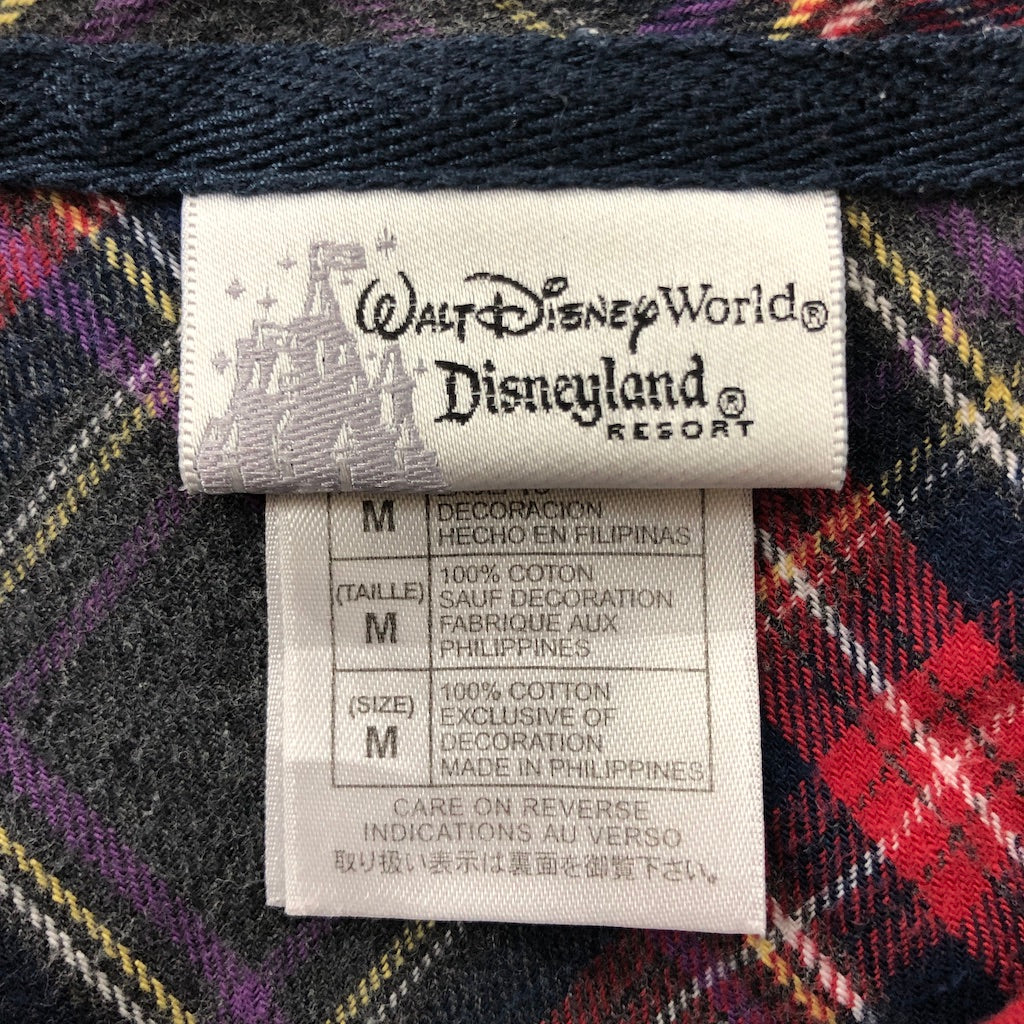 Walt Disney World®
Disneyland®
RESORT
M
DECORACION
HECHO EN FILIPINAS
(TAILLE)
M
100% COTON
SAUF DECORATION
FABRIQUE AUX
PHILIPPINES
(SIZE)
M
100% COTTON
EXCLUSIVE OF
DECORATION
MADE IN PHILIPPINES
CARE ON REVERSE
INDICATIONS AU VERSO
取り扱い表示は裏面を御覧下さい。